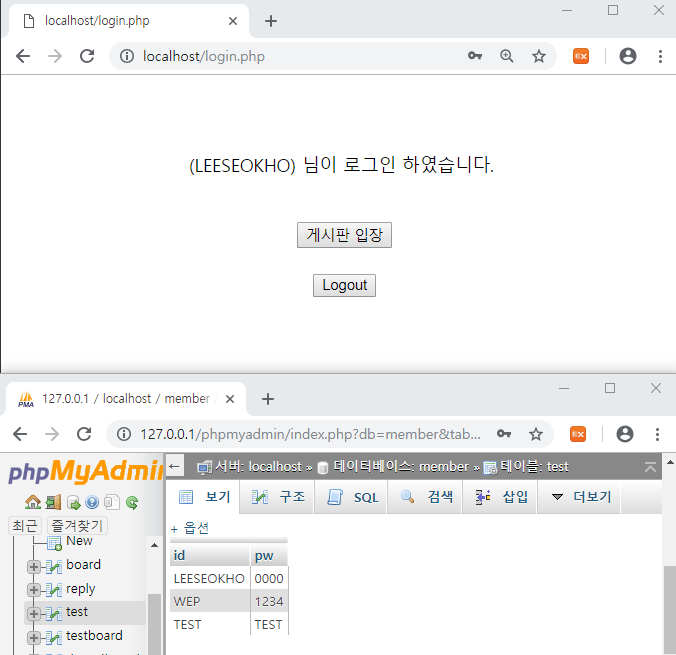 localhost/login.php
localhost/login.php
EX
(LEESEOKHO) 님이 로그인 하였습니다.
게시판 입장
Logout
127.0.0.1 / localhost / member
PMA
127.0.0.1/phpmyadmin/index.php?db=member&tab...
EX
phpMyAdmin
서버: localhost » 데이터베이스: member » 테이블: test
보기 구조 SQL 검색 삽입 더보기
최근 즐겨찾기
New
board
reply
test
testboard
+ 옵션
id pw
LEESEOKHO 0000
WEP 1234
TEST TEST